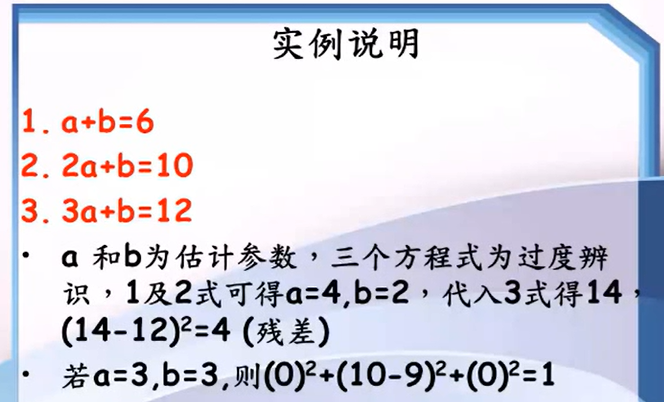 实例说明
1. a+b=6
2. 2a+b=10
3. 3a+b=12
• a 和b为估计参数，三个方程式为过度辨
识，1及2式可得a=4,b=2，代入3式得14，
(14-12)²=4 (残差)
• 若a=3,b=3,则(0)²+(10-9)²+(0)²=1